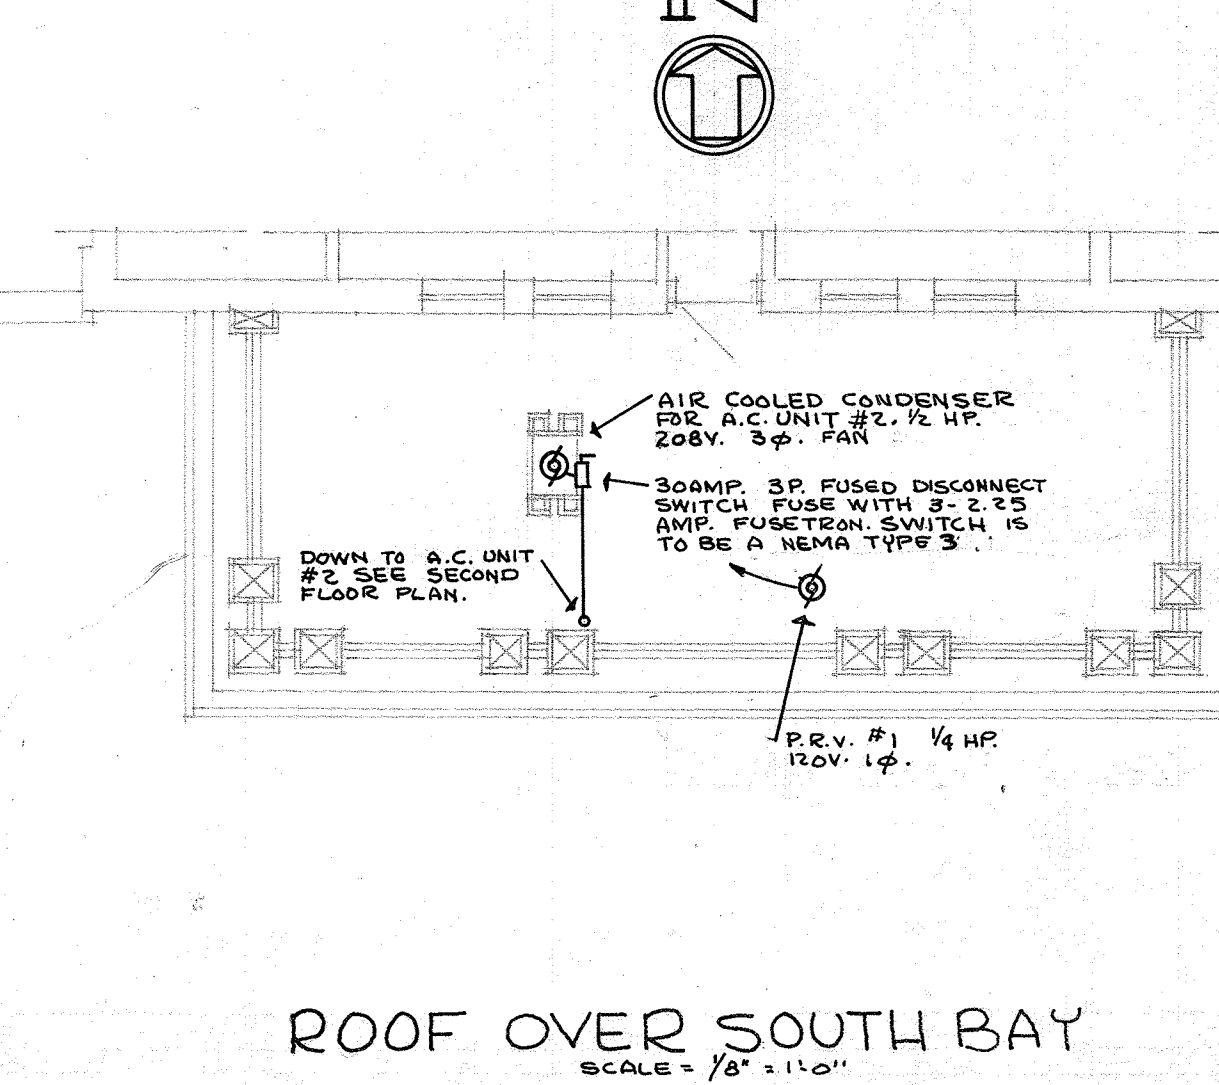 AIR COOLED CONDENSER
FOR A.C. UNIT #2. 1/2 HP.
208V. 3φ. FAN
30AMP. 3P. FUSED DISCONNECT
SWITCH FUSE WITH 3-2.25
AMP. FUSETRON. SWITCH IS
TO BE A NEMA TYPE 3.
DOWN TO A.C. UNIT
#2 SEE SECOND
FLOOR PLAN.
P.R.V. #1 1/4 HP.
120V. 1φ.
ROOF OVER SOUTH BAY
SCALE = 1/8" = 1'-0"